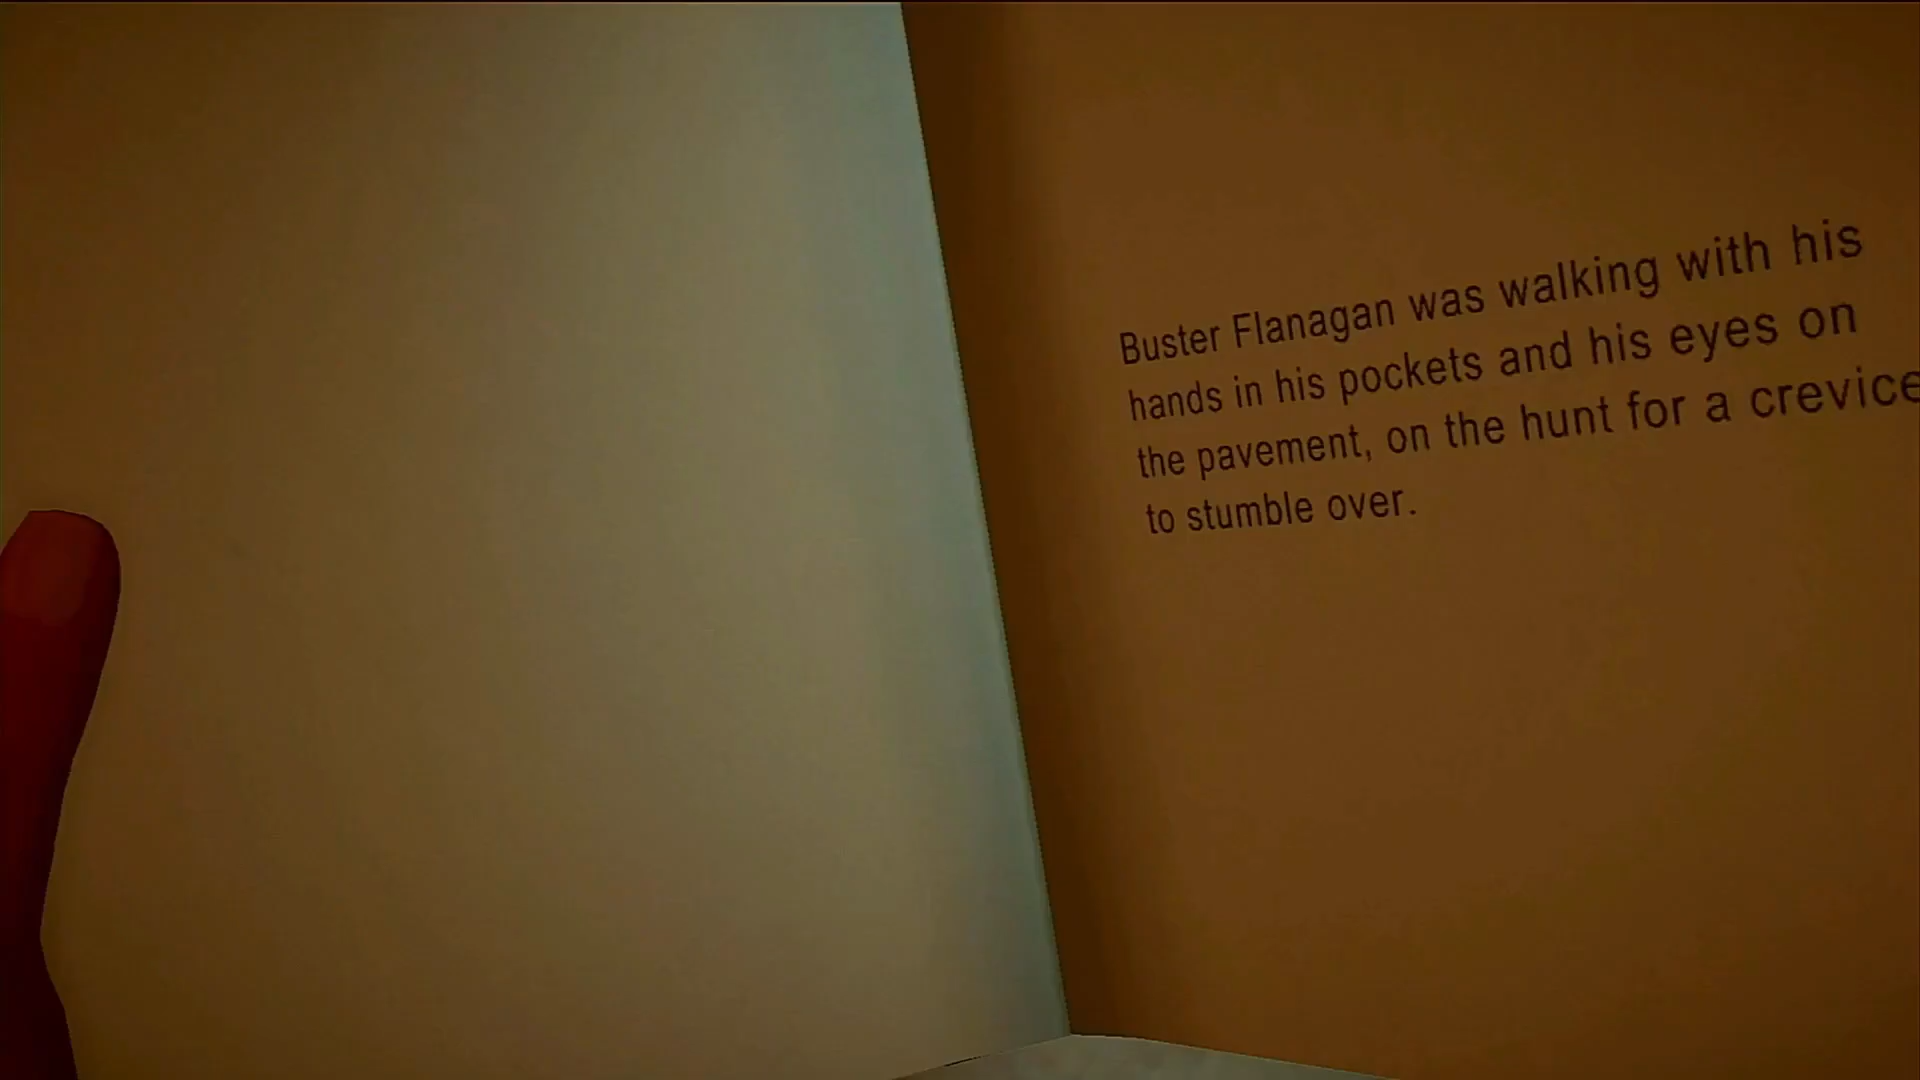 Buster Flanagan was walking with his
hands in his pockets and his eyes on
the pavement, on the hunt for a crevice
to stumble over.